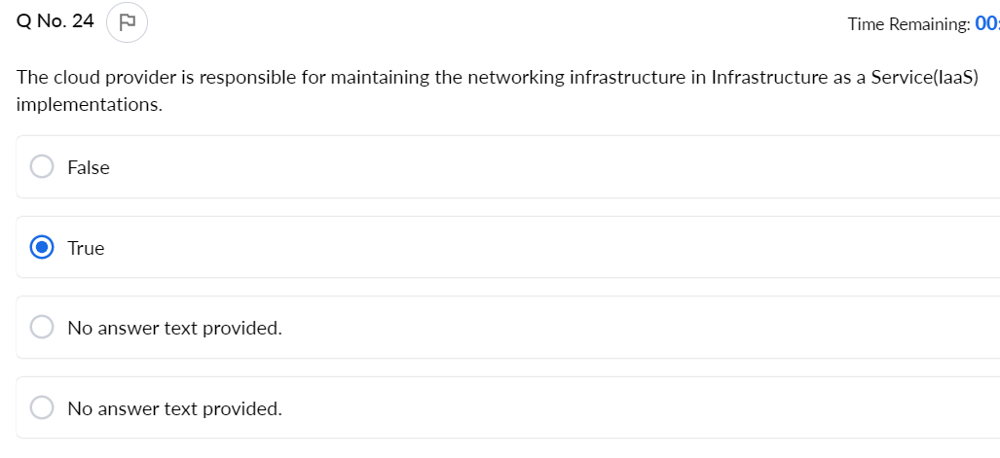 Q No. 24
Time Remaining: 00:
The cloud provider is responsible for maintaining the networking infrastructure in Infrastructure as a Service(IaaS)
implementations.
False
True
No answer text provided.
No answer text provided.